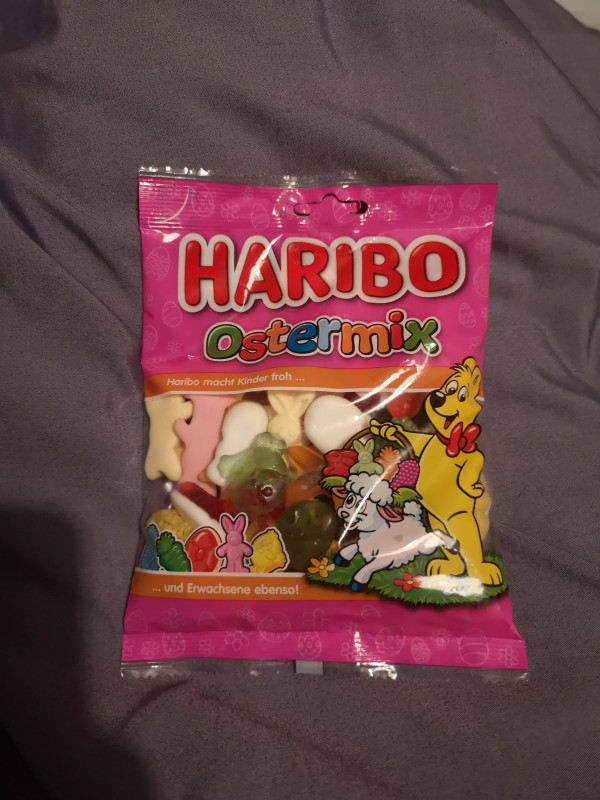 HARIBO
Ostermix
Haribo macht Kinder froh ...
... und Erwachsene ebenso!